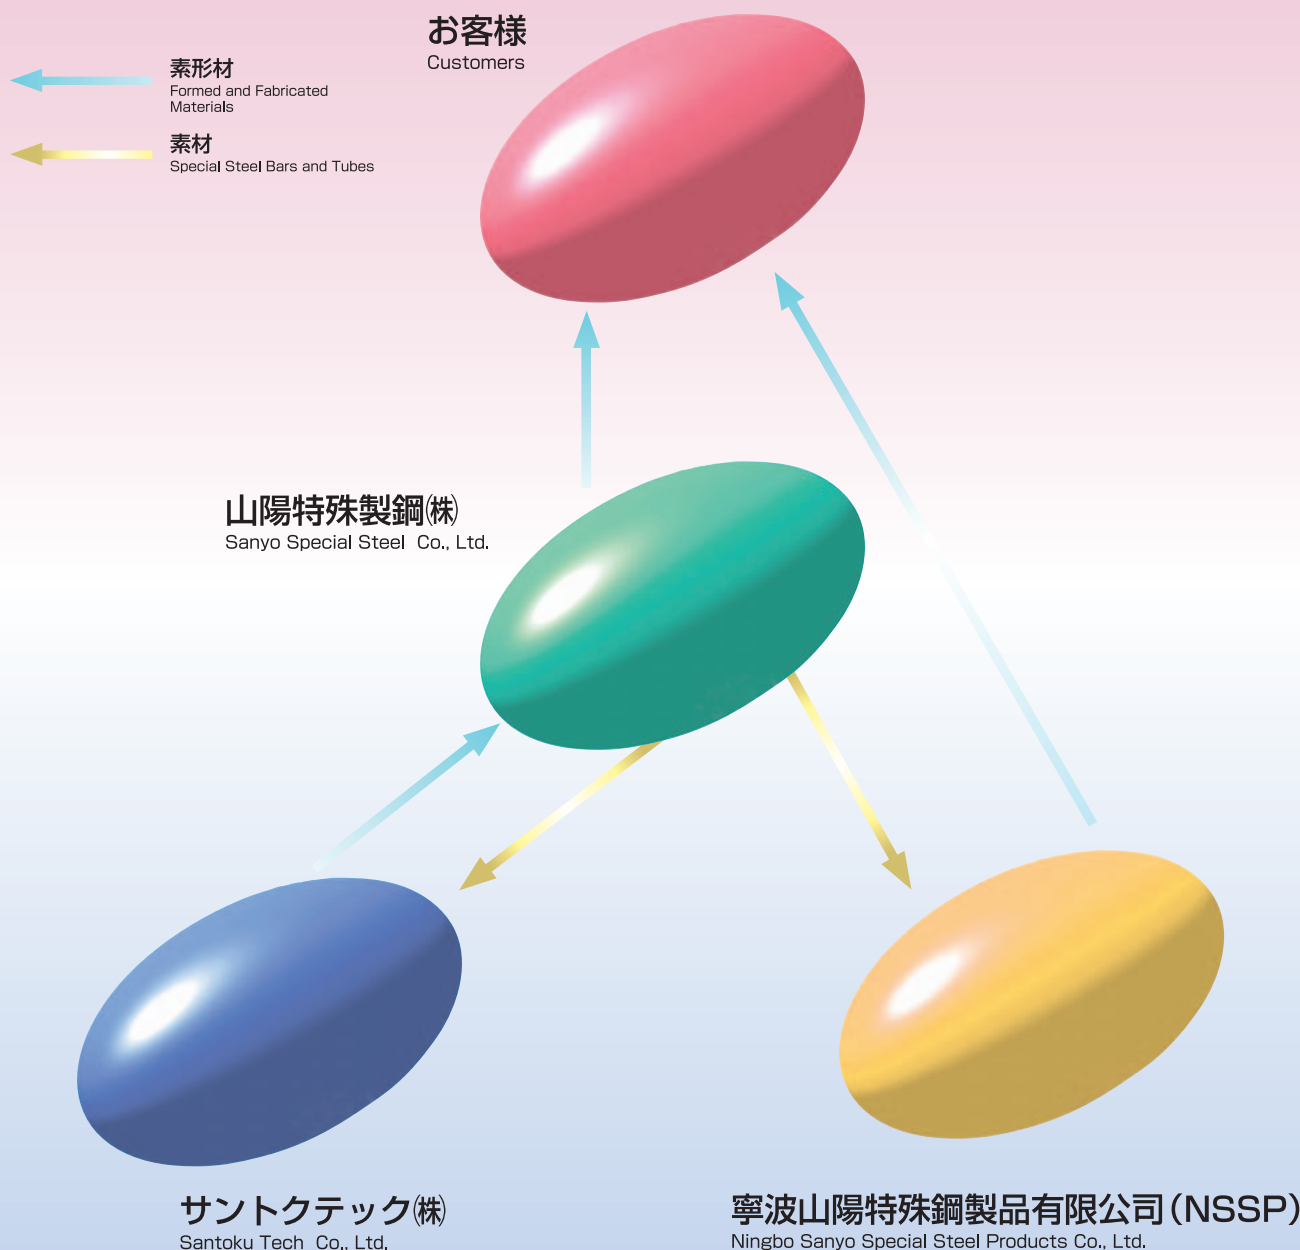 お客様
Customers
素形材
Formed and Fabricated
Materials
素材
Special Steel Bars and Tubes
山陽特殊製鋼㈱
Sanyo Special Steel Co., Ltd.
サントクテック㈱
Santoku Tech Co., Ltd.
寧波山陽特殊鋼製品有限公司(NSSP)
Ningbo Sanyo Special Steel Products Co., Ltd.